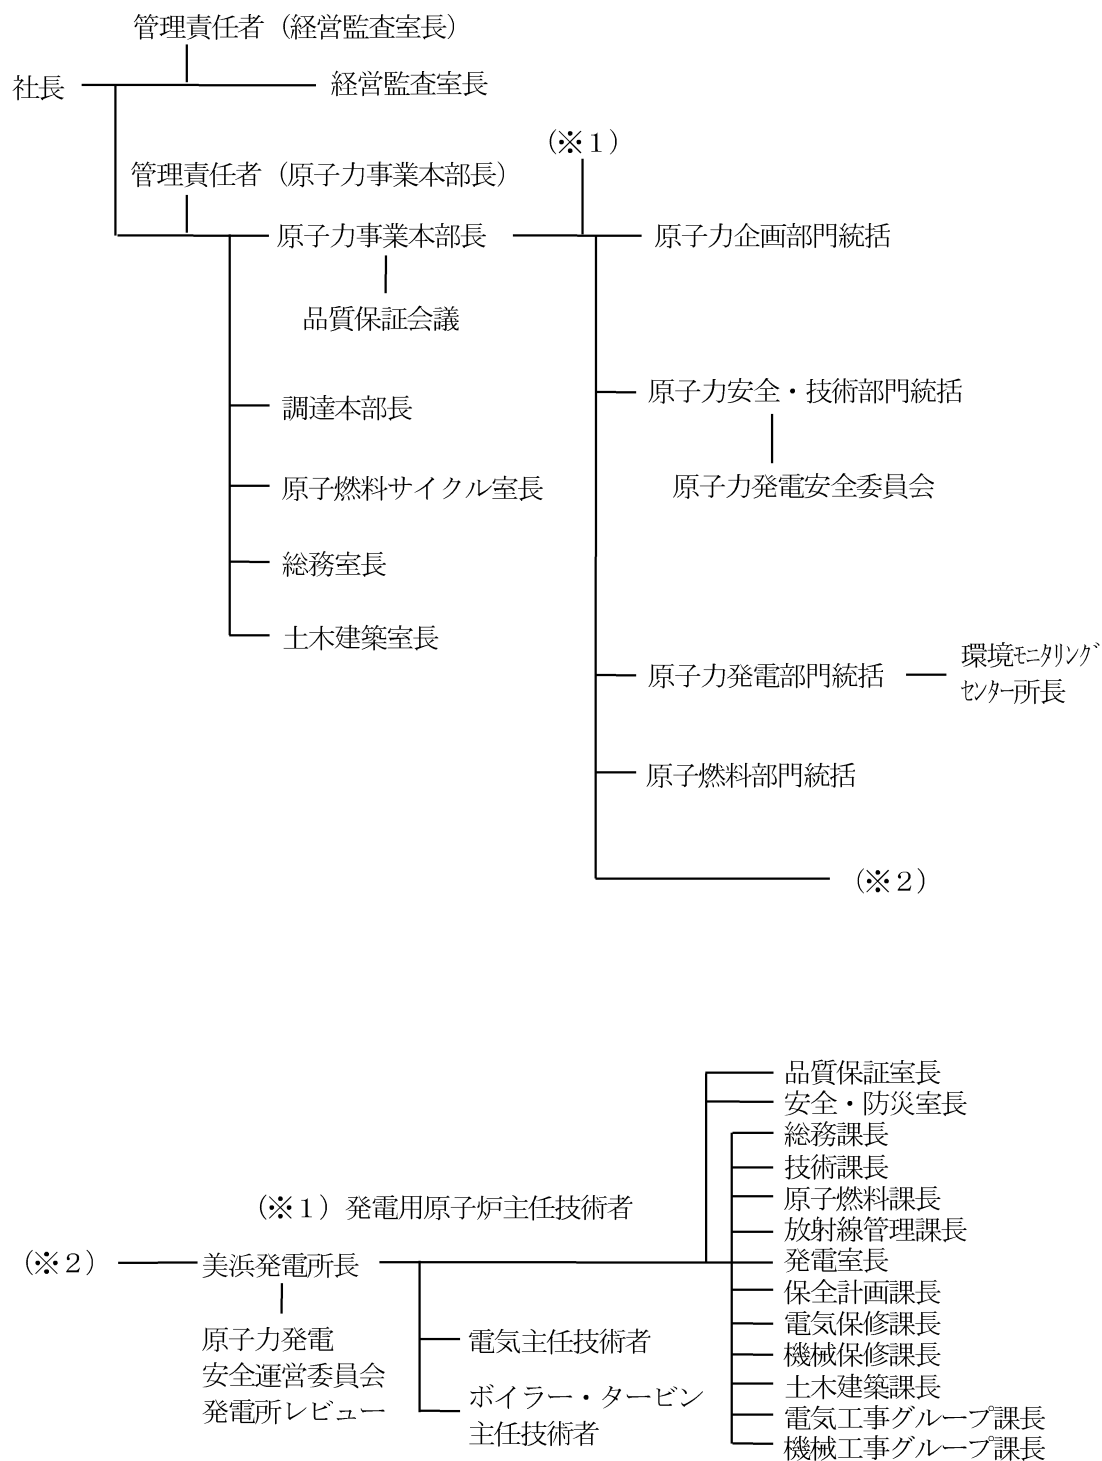 管理責任者（経営監査室長）
社長
経営監査室長
（※１）
管理責任者（原子力事業本部長）
原子力事業本部長
原子力企画部門統括
品質保証会議
原子力安全・技術部門統括
調達本部長
原子力発電安全委員会
原子燃料サイクル室長
総務室長
土木建築室長
環境ﾓﾆﾀﾘﾝｸﾞ
原子力発電部門統括
ｾﾝﾀｰ所長
原子燃料部門統括
（※２）
品質保証室長
安全・防災室長
総務課長
技術課長
原子燃料課長
（※１）発電用原子炉主任技術者
放射線管理課長
（※２）
美浜発電所長
発電室長
保全計画課長
電気保修課長
原子力発電
電気主任技術者
機械保修課長
安全運営委員会
土木建築課長
ボイラー・タービン
発電所レビュー
電気工事グループ課長
主任技術者
機械工事グループ課長